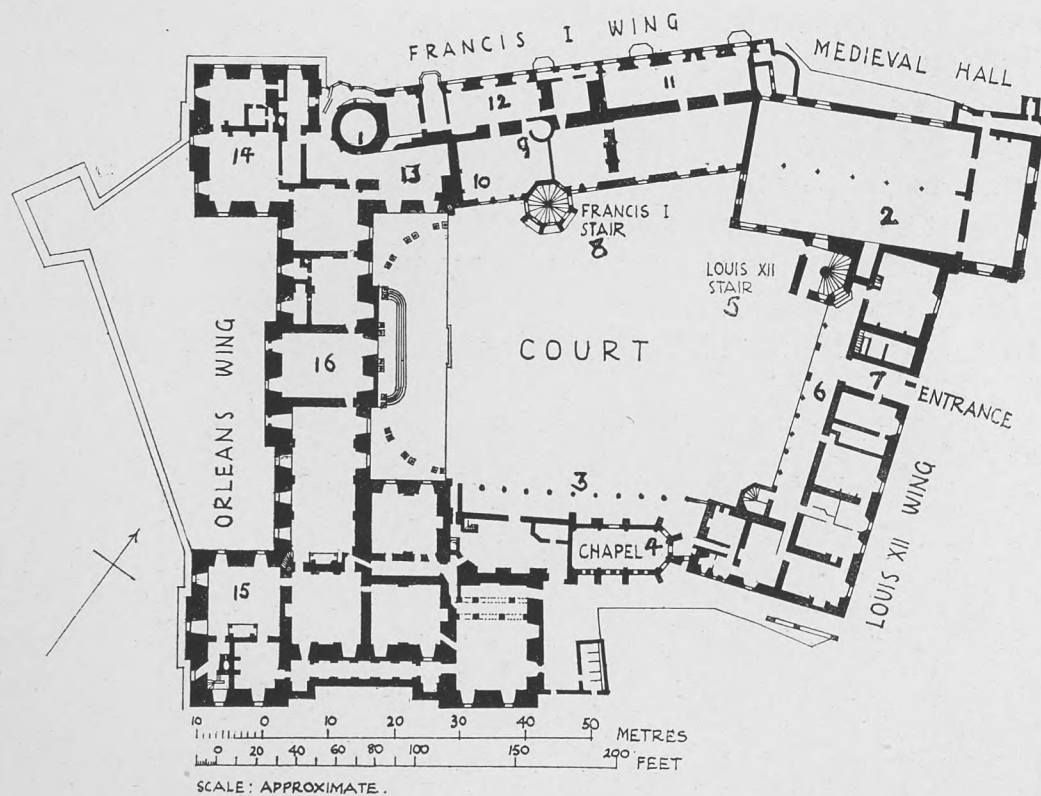 FRANCIS I WING
MEDIEVAL HALL
1
12
11
14
13
9
10
2
FRANCIS I
STAIR
8
LOUIS XII
STAIR
5
ORLEANS WING
16
COURT
6
7
ENTRANCE
3
CHAPEL 4
LOUIS XII WING
15
10 0 10 20 30 40 50
METRES
0 20 40 60 80 100 150 200
FEET
SCALE: APPROXIMATE.